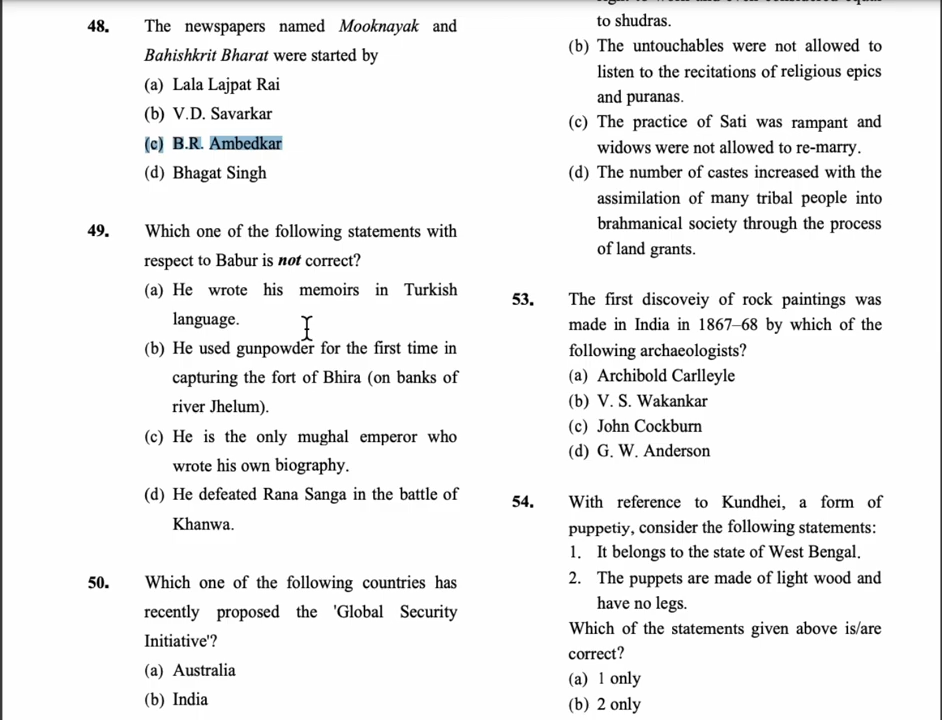 48. The newspapers named Mooknayak and
Bahishkrit Bharat were started by
(a) Lala Lajpat Rai
(b) V.D. Savarkar
(c) B.R. Ambedkar
(d) Bhagat Singh
49. Which one of the following statements with
respect to Babur is not correct?
(a) He wrote his memoirs in Turkish
language.
(b) He used gunpowder for the first time in
capturing the fort of Bhira (on banks of
river Jhelum).
(c) He is the only mughal emperor who
wrote his own biography.
(d) He defeated Rana Sanga in the battle of
Khanwa.
50. Which one of the following countries has
recently proposed the 'Global Security
Initiative'?
(a) Australia
(b) India
to shudras.
(b) The untouchables were not allowed to
listen to the recitations of religious epics
and puranas.
(c) The practice of Sati was rampant and
widows were not allowed to re-marry.
(d) The number of castes increased with the
assimilation of many tribal people into
brahmanical society through the process
of land grants.
53. The first discoveiy of rock paintings was
made in India in 1867–68 by which of the
following archaeologists?
(a) Archibold Carlleyle
(b) V. S. Wakankar
(c) John Cockburn
(d) G. W. Anderson
54. With reference to Kundhei, a form of
puppetiy, consider the following statements:
1. It belongs to the state of West Bengal.
2. The puppets are made of light wood and
have no legs.
Which of the statements given above is/are
correct?
(a) 1 only
(b) 2 only